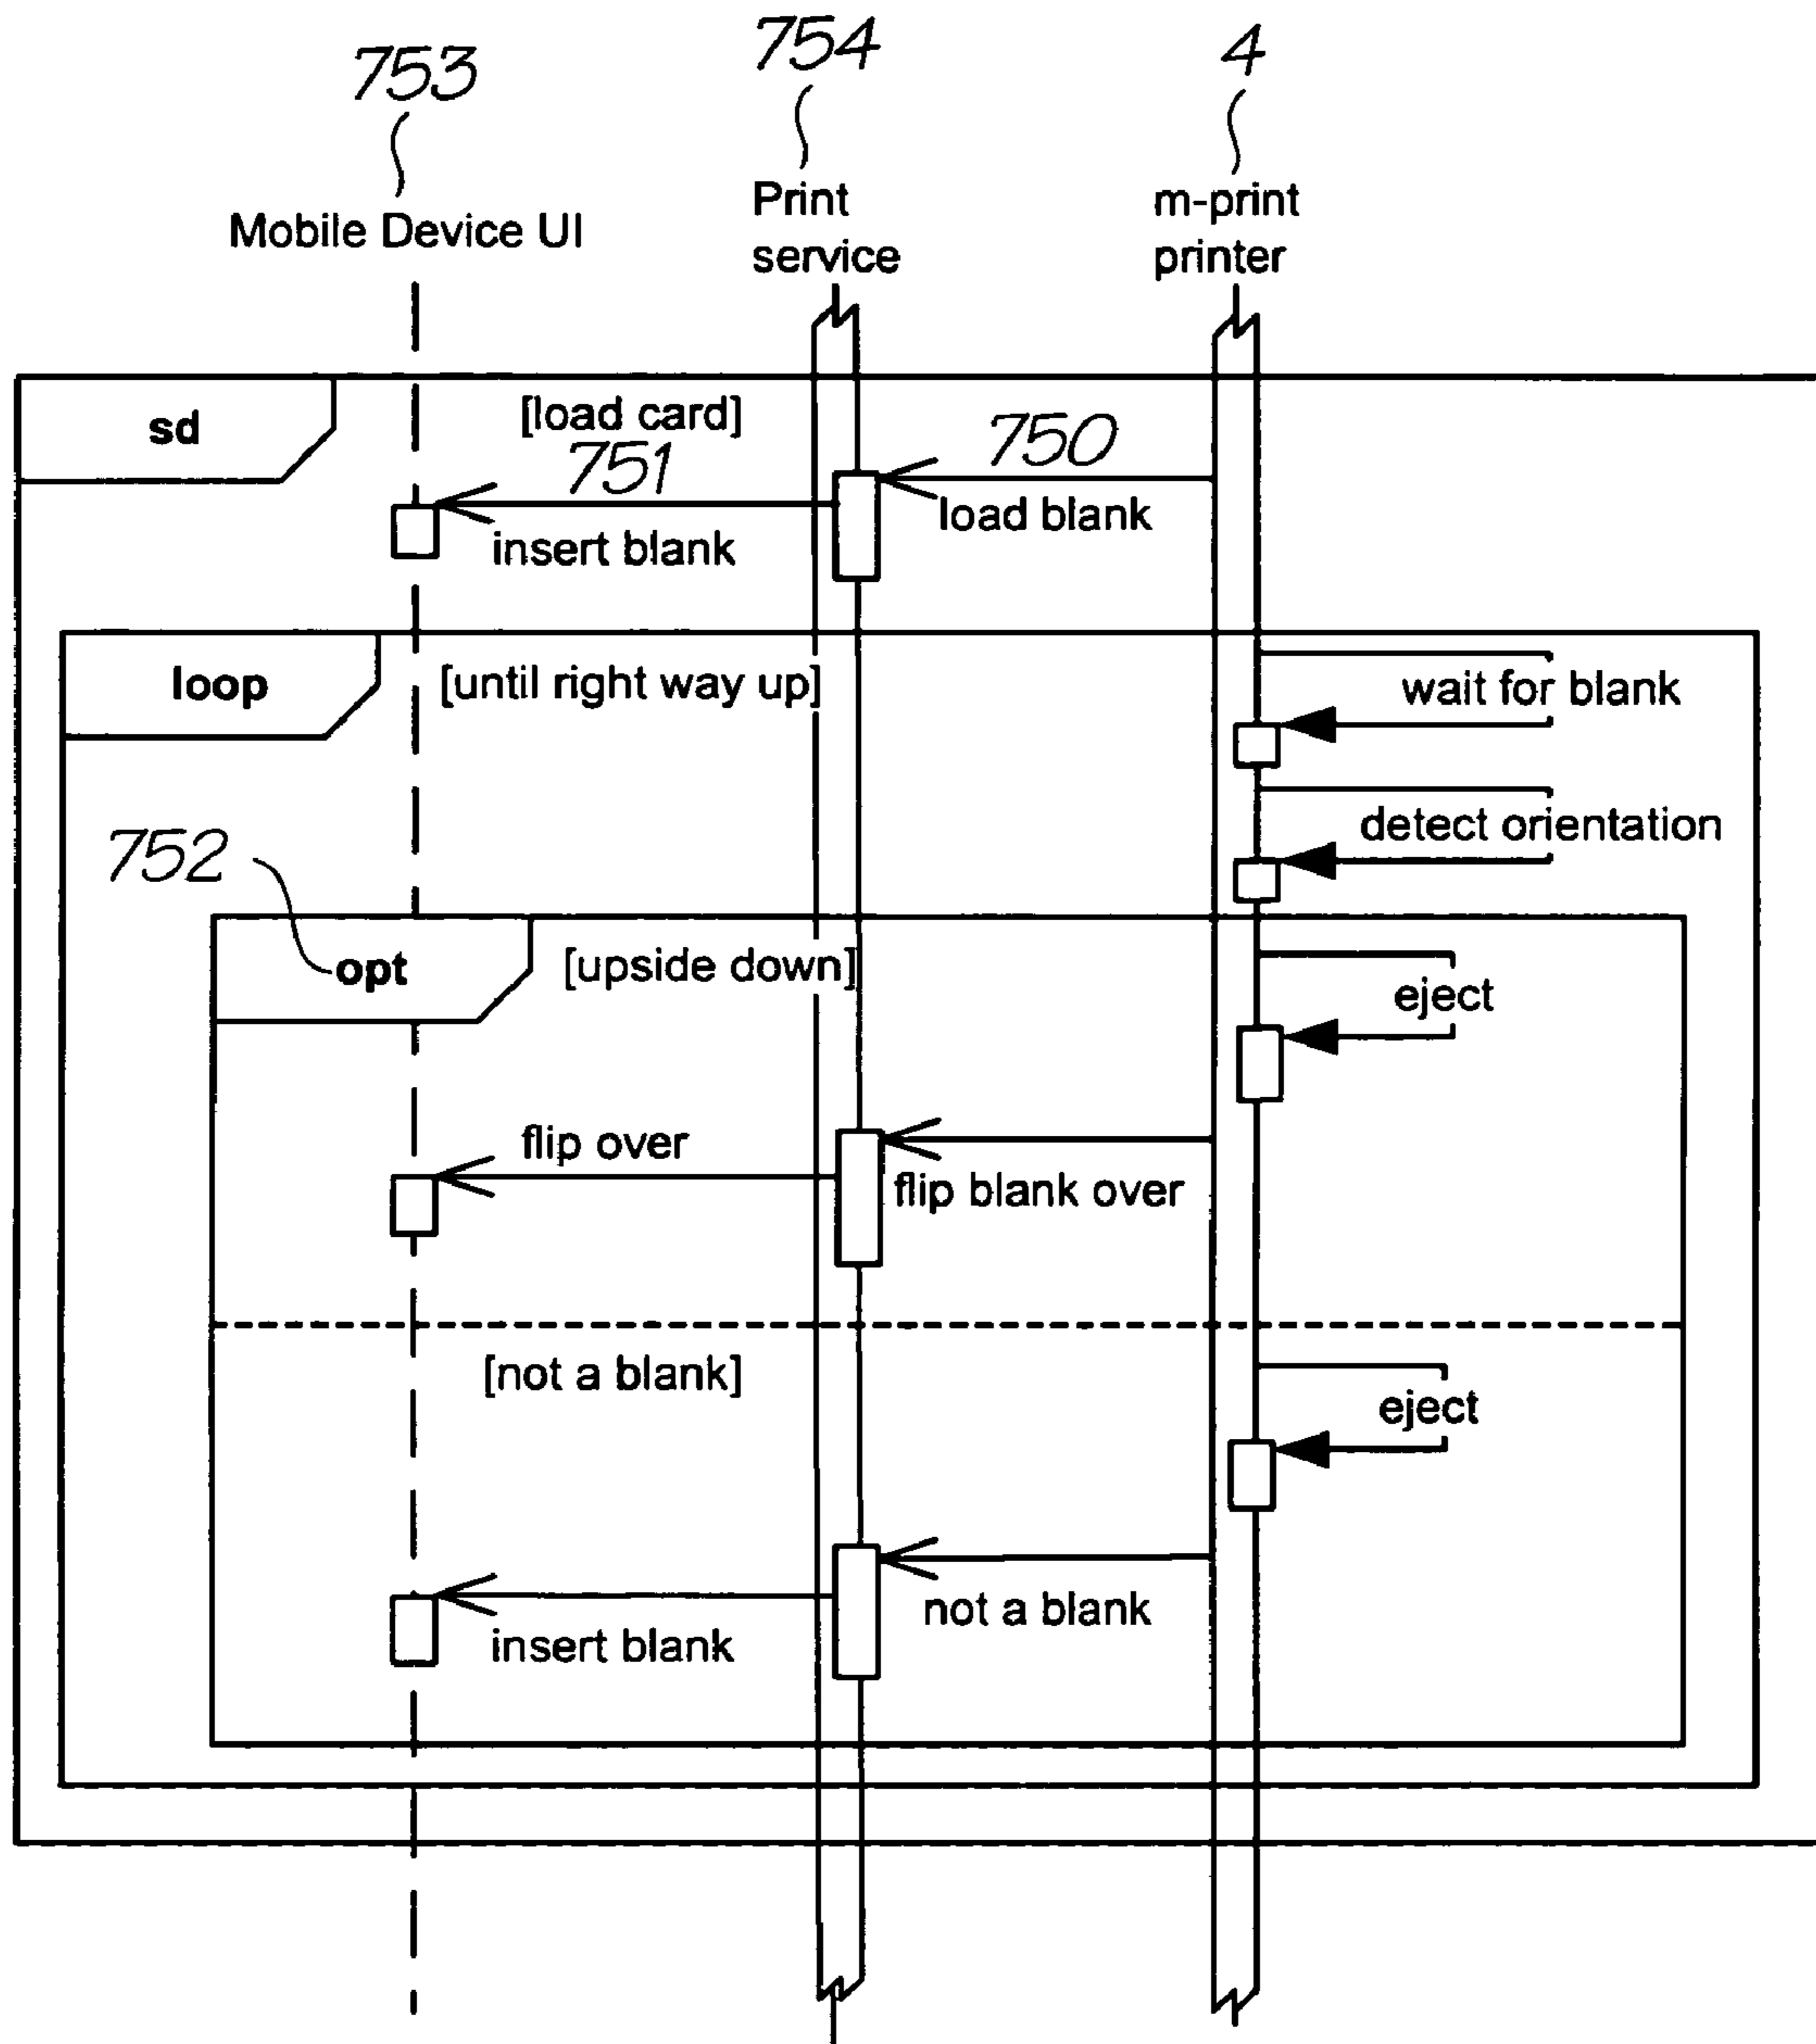 753
754
4
Mobile Device UI
Print
service
m-print
printer
sd
[load card]
751
750
insert blank
load blank
loop
[until right way up]
wait for blank
detect orientation
752
opt
[upside down]
eject
flip over
flip blank over
[not a blank]
eject
not a blank
insert blank